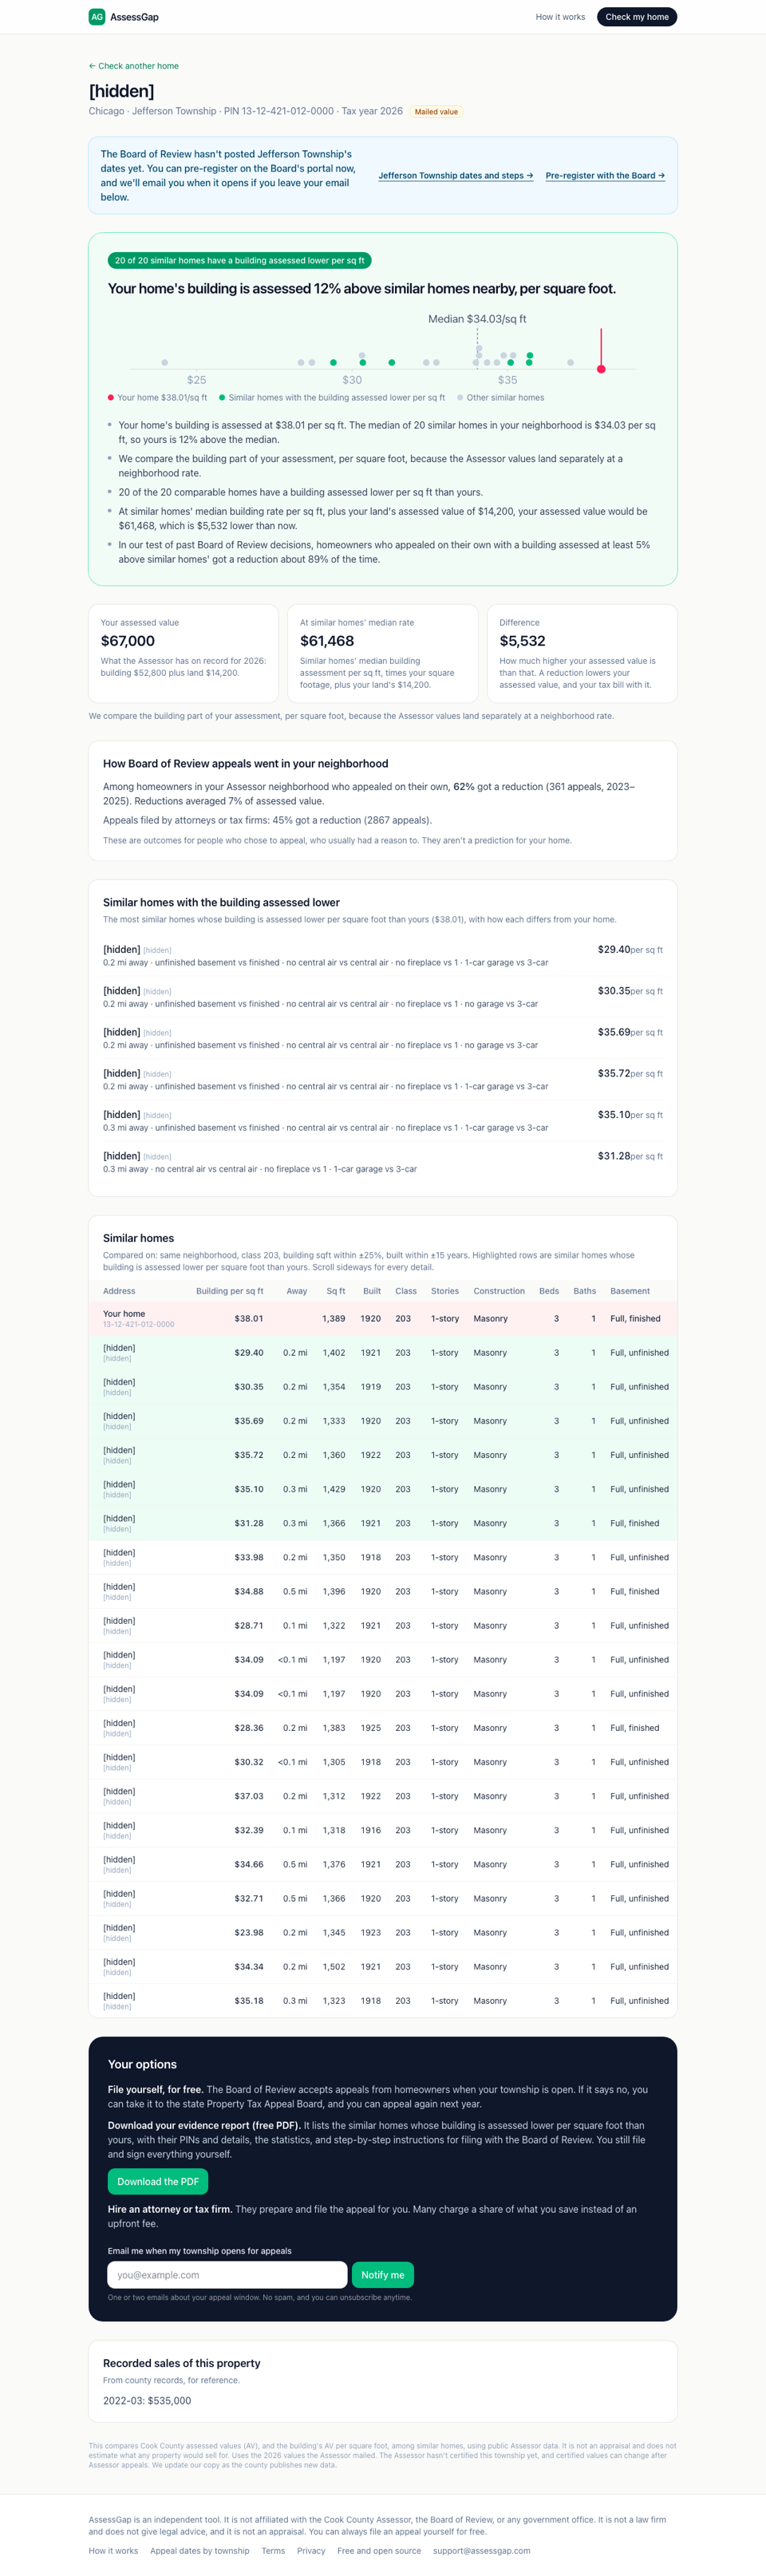 AG AssessGap
How it works
Check my home
← Check another home
[hidden]
Chicago · Jefferson Township · PIN 13-12-421-012-0000 · Tax year 2026 Mailed value
The Board of Review hasn't posted Jefferson Township's
dates yet. You can pre-register on the Board's portal now,
and we'll email you when it opens if you leave your email
below.
Jefferson Township dates and steps → Pre-register with the Board →
20 of 20 similar homes have a building assessed lower per sq ft
Your home's building is assessed 12% above similar homes nearby, per square foot.
Median $34.03/sq ft
$25 $30 $35
Your home $38.01/sq ft Similar homes with the building assessed lower per sq ft Other similar homes
• Your home's building is assessed at $38.01 per sq ft. The median of 20 similar homes in your neighborhood is $34.03 per sq
ft, so yours is 12% above the median.
• We compare the building part of your assessment, per square foot, because the Assessor values land separately at a
neighborhood rate.
• 20 of the 20 comparable homes have a building assessed lower per sq ft than yours.
• At similar homes' median building rate per sq ft, plus your land's assessed value of $14,200, your assessed value would be
$61,468, which is $5,532 lower than now.
• In our test of past Board of Review decisions, homeowners who appealed on their own with a building assessed at least 5%
above similar homes' got a reduction about 89% of the time.
Your assessed value
$67,000
What the Assessor has on record for 2026:
building $52,800 plus land $14,200.
At similar homes' median rate
$61,468
Similar homes' median building
assessment per sq ft, times your square
footage, plus your land's $14,200.
Difference
$5,532
How much higher your assessed value is
than that. A reduction lowers your
assessed value, and your tax bill with it.
We compare the building part of your assessment, per square foot, because the Assessor values land separately at a neighborhood rate.
How Board of Review appeals went in your neighborhood
Among homeowners in your Assessor neighborhood who appealed on their own, 62% got a reduction (361 appeals, 2023–
2025). Reductions averaged 7% of assessed value.
Appeals filed by attorneys or tax firms: 45% got a reduction (2867 appeals).
These are outcomes for people who chose to appeal, who usually had a reason to. They aren't a prediction for your home.
Similar homes with the building assessed lower
The most similar homes whose building is assessed lower per square foot than yours ($38.01), with how each differs from your home.
[hidden] [hidden] $29.40per sq ft
0.2 mi away · unfinished basement vs finished · no central air vs central air · no fireplace vs 1 · 1-car garage vs 3-car
[hidden] [hidden] $30.35per sq ft
0.2 mi away · unfinished basement vs finished · no central air vs central air · no fireplace vs 1 · no garage vs 3-car
[hidden] [hidden] $35.69per sq ft
0.2 mi away · unfinished basement vs finished · no central air vs central air · no fireplace vs 1 · no garage vs 3-car
[hidden] [hidden] $35.72per sq ft
0.2 mi away · unfinished basement vs finished · no central air vs central air · no fireplace vs 1 · 1-car garage vs 3-car
[hidden] [hidden] $35.10per sq ft
0.3 mi away · unfinished basement vs finished · no central air vs central air · no fireplace vs 1 · 1-car garage vs 3-car
[hidden] [hidden] $31.28per sq ft
0.3 mi away · no central air vs central air · no fireplace vs 1 · 1-car garage vs 3-car
Similar homes
Compared on: same neighborhood, class 203, building sqft within ±25%, built within ±15 years. Highlighted rows are similar homes whose
building is assessed lower per square foot than yours. Scroll sideways for every detail.
Address Building per sq ft Away Sq ft Built Class Stories Construction Beds Baths Basement
Your home $38.01 1,389 1920 203 1-story Masonry 3 1 Full, finished
13-12-421-012-0000
[hidden] $29.40 0.2 mi 1,402 1921 203 1-story Masonry 3 1 Full, unfinished
[hidden]
[hidden] $30.35 0.2 mi 1,354 1919 203 1-story Masonry 3 1 Full, unfinished
[hidden]
[hidden] $35.69 0.2 mi 1,333 1920 203 1-story Masonry 3 1 Full, unfinished
[hidden]
[hidden] $35.72 0.2 mi 1,360 1922 203 1-story Masonry 3 1 Full, unfinished
[hidden]
[hidden] $35.10 0.3 mi 1,429 1920 203 1-story Masonry 3 1 Full, unfinished
[hidden]
[hidden] $31.28 0.3 mi 1,366 1921 203 1-story Masonry 3 1 Full, finished
[hidden]
[hidden] $33.98 0.2 mi 1,350 1918 203 1-story Masonry 3 1 Full, unfinished
[hidden]
[hidden] $34.88 0.5 mi 1,396 1920 203 1-story Masonry 3 1 Full, finished
[hidden]
[hidden] $28.71 0.1 mi 1,322 1921 203 1-story Masonry 3 1 Full, unfinished
[hidden]
[hidden] $34.09 <0.1 mi 1,197 1920 203 1-story Masonry 3 1 Full, unfinished
[hidden]
[hidden] $34.09 <0.1 mi 1,197 1920 203 1-story Masonry 3 1 Full, unfinished
[hidden]
[hidden] $28.36 0.2 mi 1,383 1925 203 1-story Masonry 3 1 Full, finished
[hidden]
[hidden] $30.32 <0.1 mi 1,305 1918 203 1-story Masonry 3 1 Full, unfinished
[hidden]
[hidden] $37.03 0.2 mi 1,312 1922 203 1-story Masonry 3 1 Full, unfinished
[hidden]
[hidden] $32.39 0.1 mi 1,318 1916 203 1-story Masonry 3 1 Full, unfinished
[hidden]
[hidden] $34.66 0.5 mi 1,376 1921 203 1-story Masonry 3 1 Full, unfinished
[hidden]
[hidden] $32.71 0.5 mi 1,366 1920 203 1-story Masonry 3 1 Full, unfinished
[hidden]
[hidden] $23.98 0.2 mi 1,345 1923 203 1-story Masonry 3 1 Full, unfinished
[hidden]
[hidden] $34.34 0.2 mi 1,502 1921 203 1-story Masonry 3 1 Full, unfinished
[hidden]
[hidden] $35.18 0.3 mi 1,323 1918 203 1-story Masonry 3 1 Full, unfinished
[hidden]
Your options
File yourself, for free. The Board of Review accepts appeals from homeowners when your township is open. If it says no, you
can take it to the state Property Tax Appeal Board, and you can appeal again next year.
Download your evidence report (free PDF). It lists the similar homes whose building is assessed lower per square foot than
yours, with their PINs and details, the statistics, and step-by-step instructions for filing with the Board of Review. You still file
and sign everything yourself.
Download the PDF
Hire an attorney or tax firm. They prepare and file the appeal for you. Many charge a share of what you save instead of an
upfront fee.
Email me when my township opens for appeals
you@example.com Notify me
One or two emails about your appeal window. No spam, and you can unsubscribe anytime.
Recorded sales of this property
From county records, for reference.
2022-03: $535,000
This compares Cook County assessed values (AV), and the building's AV per square foot, among similar homes, using public Assessor data. It is not an appraisal and does not
estimate what any property would sell for. Uses the 2026 values the Assessor mailed. The Assessor hasn't certified this township yet, and certified values can change after
Assessor appeals. We update our copy as the county publishes new data.
AssessGap is an independent tool. It is not affiliated with the Cook County Assessor, the Board of Review, or any government office. It is not a law firm
and does not give legal advice, and it is not an appraisal. You can always file an appeal yourself for free.
How it works Appeal dates by township Terms Privacy Free and open source support@assessgap.com